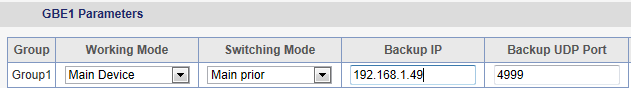 GBE1 Parameters
Group Working Mode Switching Mode Backup IP Backup UDP Port
Group1 Main Device Main prior 192.168.1.49 4999